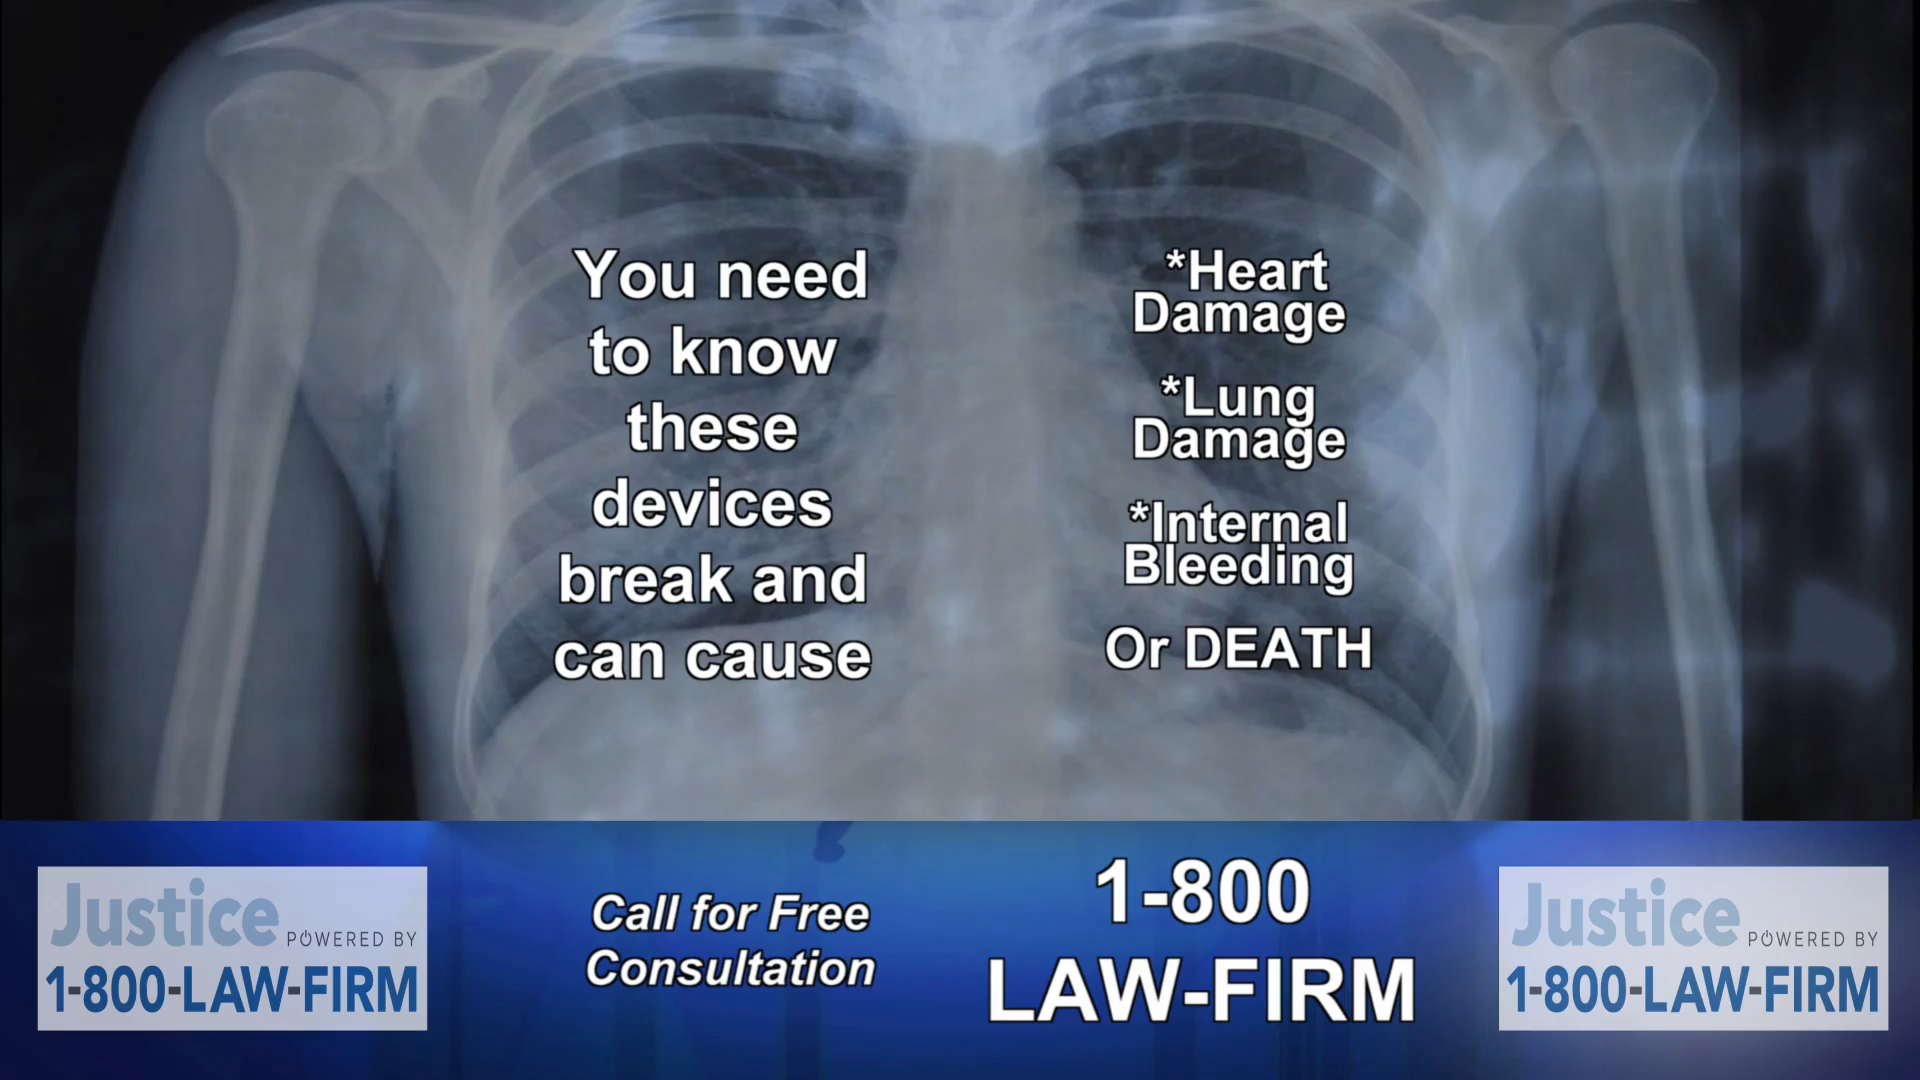 You need
to know
these
devices
break and
can cause
*Heart
Damage
*Lung
Damage
*Internal
Bleeding
Or DEATH
Justice POWERED BY
1-800-LAW-FIRM
Call for Free
Consultation
1-800
LAW-FIRM
Justice POWERED BY
1-800-LAW-FIRM